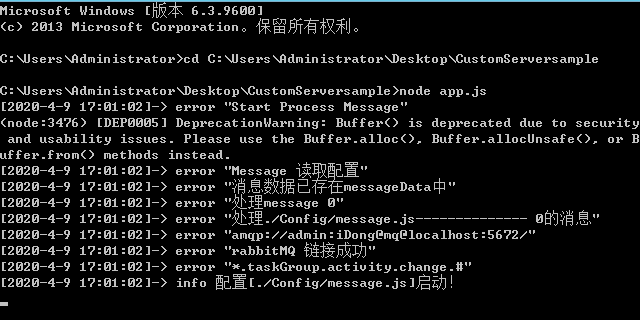 Microsoft Windows [版本 6.3.9600]
(c) 2013 Microsoft Corporation。保留所有权利。
C:\Users\Administrator>cd C:\Users\Administrator\Desktop\CustomServersample
C:\Users\Administrator\Desktop\CustomServersample>node app.js
[2020-4-9 17:01:02]-> error "Start Process Message"
(node:3476) [DEP0005] DeprecationWarning: Buffer() is deprecated due to security
 and usability issues. Please use the Buffer.alloc(), Buffer.allocUnsafe(), or B
uffer.from() methods instead.
[2020-4-9 17:01:02]-> error "Message 读取配置"
[2020-4-9 17:01:02]-> error "消息数据已存在messageData中"
[2020-4-9 17:01:02]-> error "处理message 0"
[2020-4-9 17:01:02]-> error "处理./Config/message.js-------------- 0的消息"
[2020-4-9 17:01:02]-> error "amqp://admin:iDong@mq@localhost:5672/"
[2020-4-9 17:01:02]-> error "rabbitMQ 链接成功"
[2020-4-9 17:01:02]-> error "*.taskGroup.activity.change.#"
[2020-4-9 17:01:02]-> info 配置[./Config/message.js]启动!